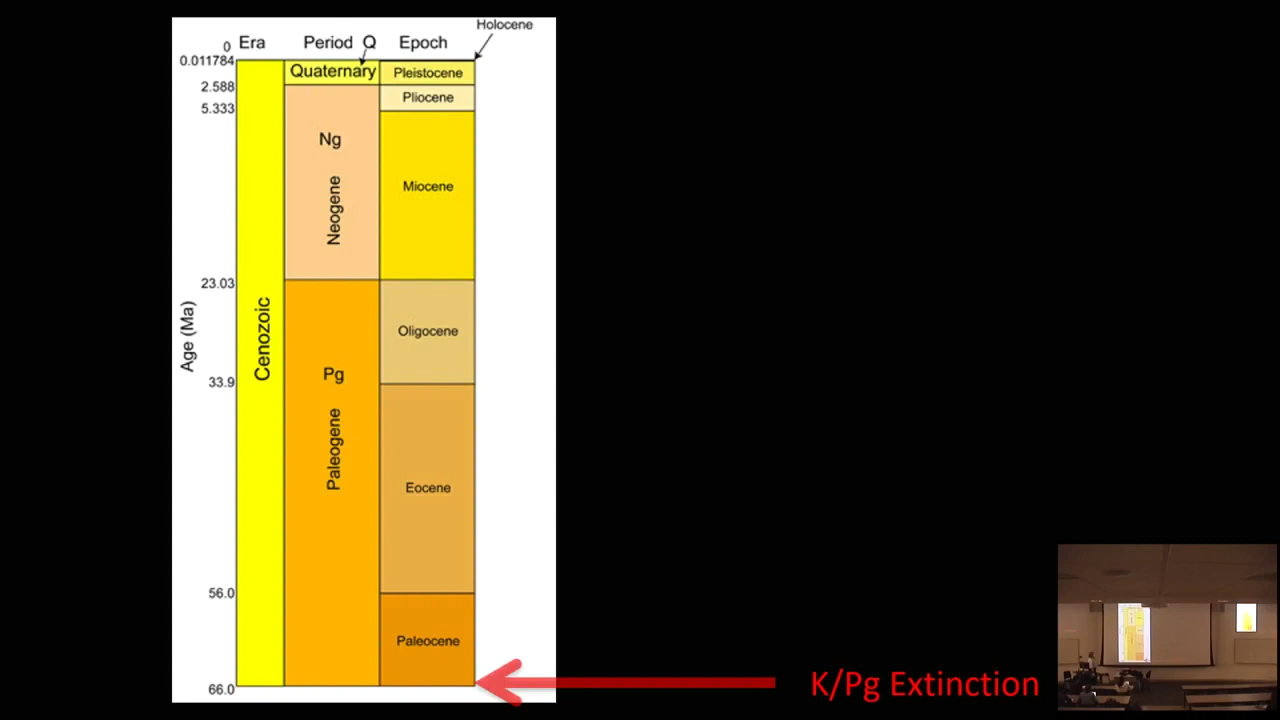 Holocene
0 Era Period Q Epoch
0.011784
Quaternary Pleistocene
2.588
Pliocene
5.333
Ng
Miocene
Neogene
23.03
Age (Ma)
Cenozoic
Oligocene
Pg
33.9
Paleogene
Eocene
56.0
Paleocene
66.0
K/Pg Extinction